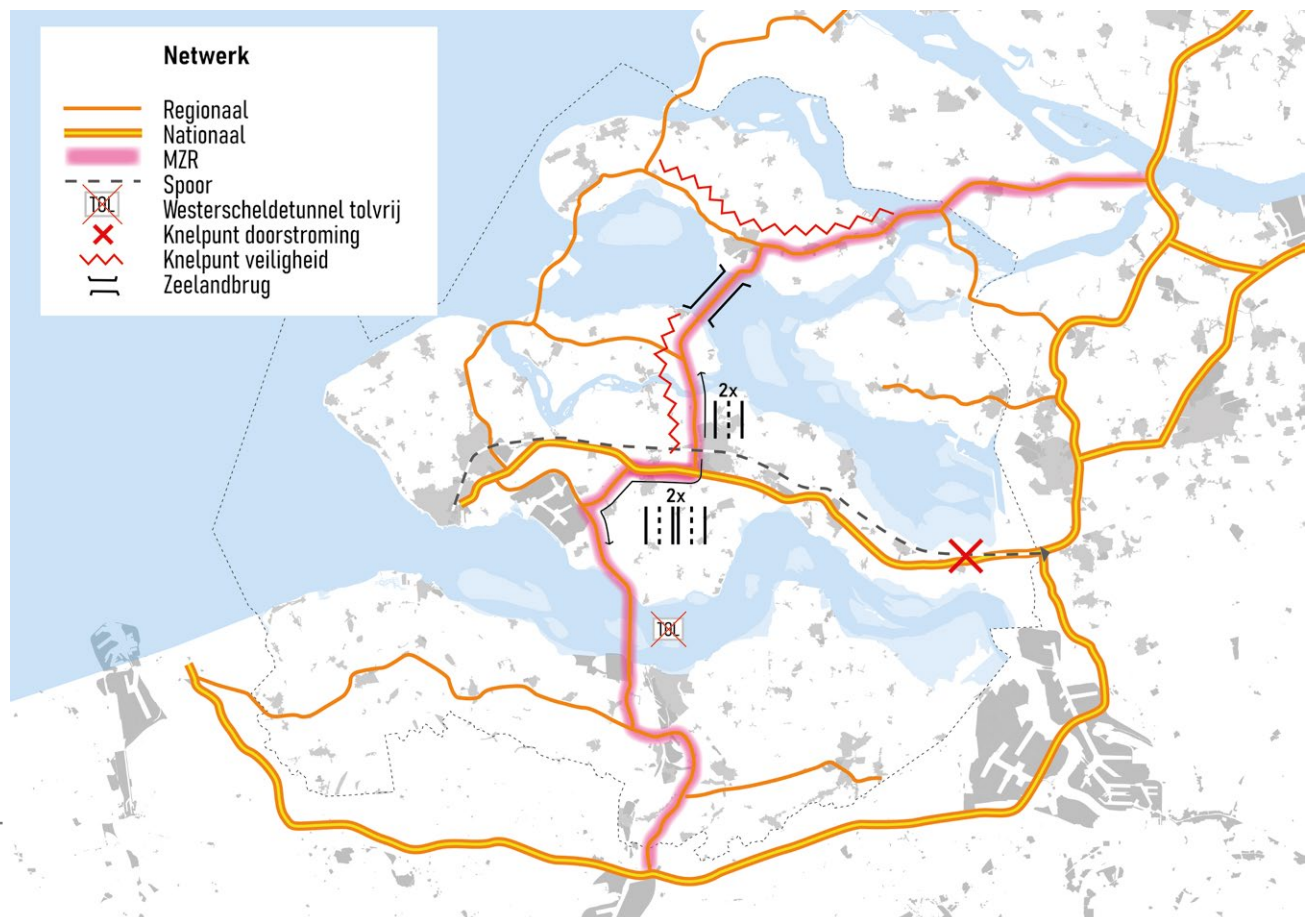 Netwerk
Regionaal
Nationaal
MZR
Spoor
TOL
Westerscheldetunnel tolvrij
Knelpunt doorstroming
Knelpunt veiligheid
Zeelandbrug
2x
2x
TOL